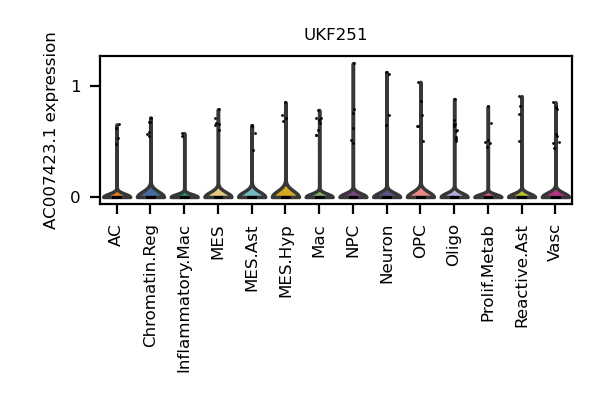 UKF251
AC007423.1 expression
1
0
AC
Chromatin.Reg
Inflammatory.Mac
MES
MES.Ast
MES.Hyp
Mac
NPC
Neuron
OPC
Oligo
Prolif.Metab
Reactive.Ast
Vasc